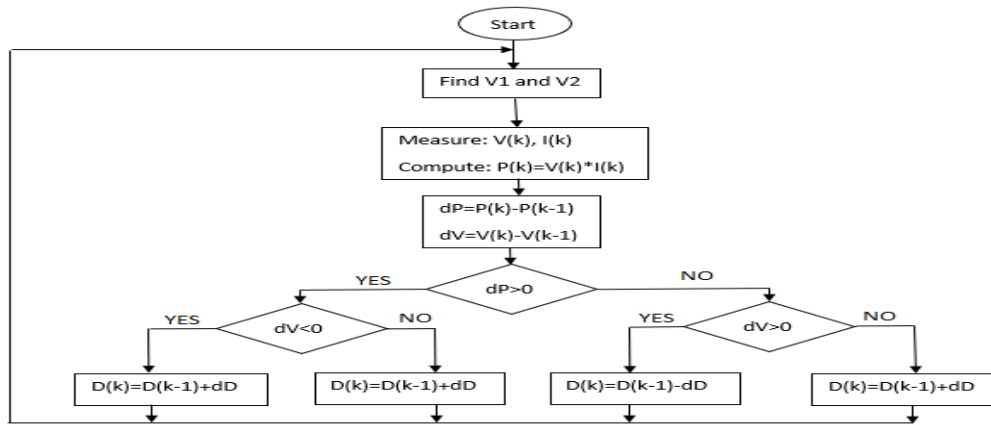 Start
Find V1 and V2
Measure: V(k), I(k)
Compute: P(k)=V(k)*I(k)
dP=P(k)-P(k-1)
dV=V(k)-V(k-1)
YES
dP>0
NO
YES
dV<0
NO
YES
dV>0
NO
D(k)=D(k-1)+dD
D(k)=D(k-1)+dD
D(k)=D(k-1)-dD
D(k)=D(k-1)+dD